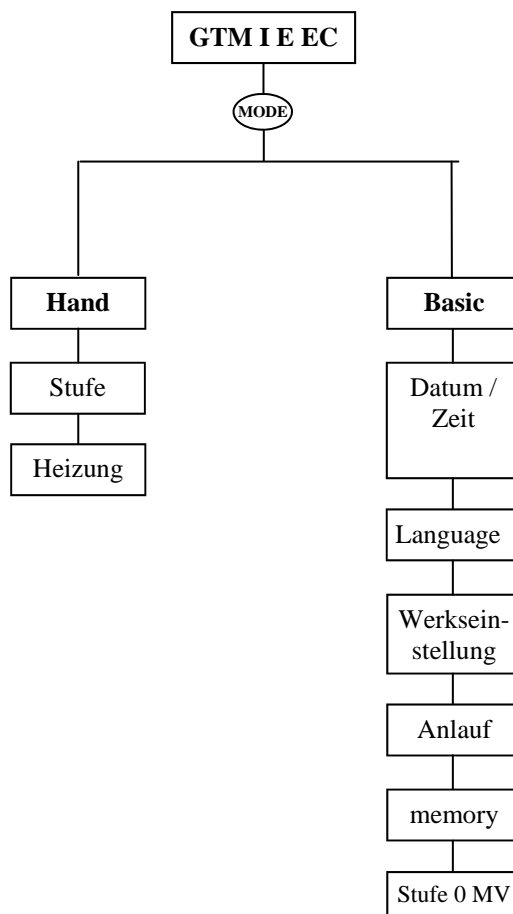 GTM I E EC
MODE
Hand
Stufe
Heizung
Basic
Datum /
Zeit
Language
Werksein-
stellung
Anlauf
memory
Stufe 0 MV